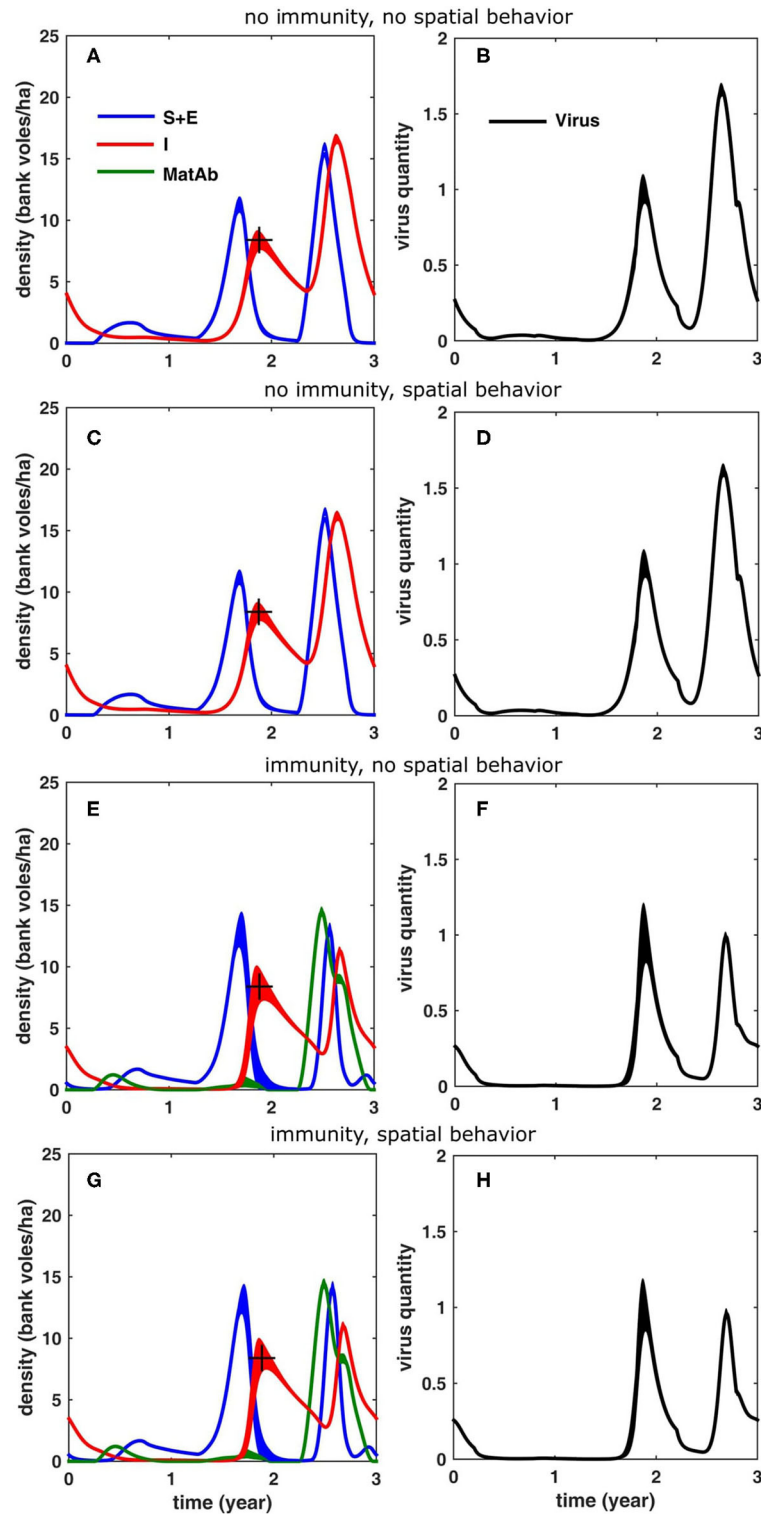 no immunity, no spatial behavior
A
S+E
I
MatAb
density (bank voles/ha)
25
20
15
10
5
0
0 1 2 3
B
Virus
virus quantity
2
1.5
1
0.5
0
0 1 2 3
no immunity, spatial behavior
C
density (bank voles/ha)
25
20
15
10
5
0
0 1 2 3
D
virus quantity
2
1.5
1
0.5
0
0 1 2 3
immunity, no spatial behavior
E
density (bank voles/ha)
25
20
15
10
5
0
0 1 2 3
F
virus quantity
2
1.5
1
0.5
0
0 1 2 3
immunity, spatial behavior
G
density (bank voles/ha)
25
20
15
10
5
0
0 1 2 3
time (year)
H
virus quantity
2
1.5
1
0.5
0
0 1 2 3
time (year)